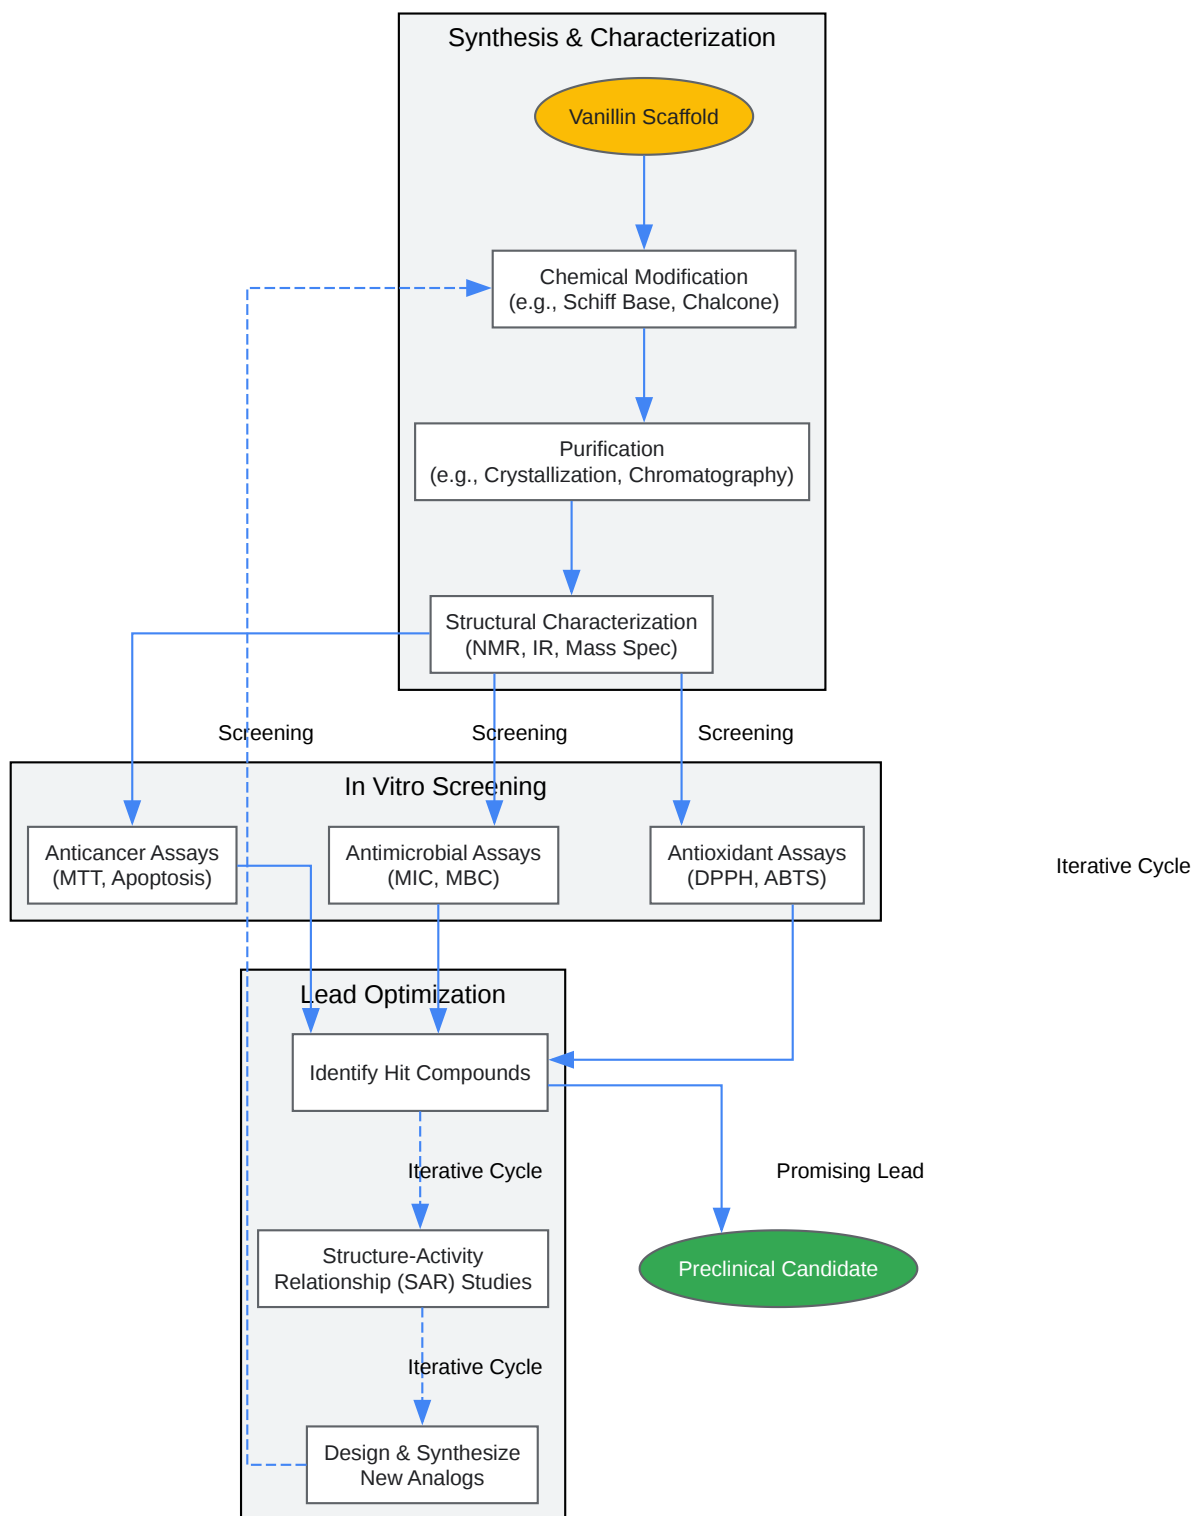 Synthesis & Characterization
Vanillin Scaffold
Chemical Modification
(e.g., Schiff Base, Chalcone)
Purification
(e.g., Crystallization, Chromatography)
Structural Characterization
(NMR, IR, Mass Spec)
Screening
Screening
Screening
In Vitro Screening
Anticancer Assays
(MTT, Apoptosis)
Antimicrobial Assays
(MIC, MBC)
Antioxidant Assays
(DPPH, ABTS)
Iterative Cycle
Lead Optimization
Identify Hit Compounds
Iterative Cycle
Promising Lead
Structure-Activity
Relationship (SAR) Studies
Preclinical Candidate
Iterative Cycle
Design & Synthesize
New Analogs